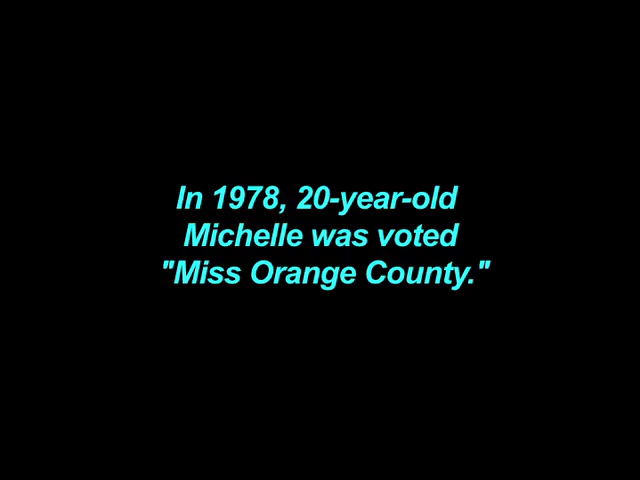 In 1978, 20-year-old
Michelle was voted
"Miss Orange County."